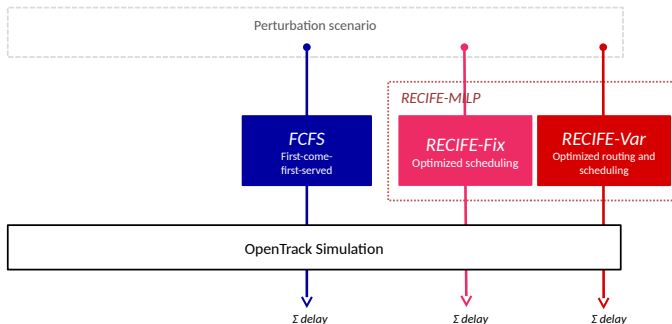 Perturbation scenario
RECIFE-MILP
FCFS
First-come-
first-served
RECIFE-Fix
Optimized scheduling
RECIFE-Var
Optimized routing and
scheduling
OpenTrack Simulation
Σ delay
Σ delay
Σ delay